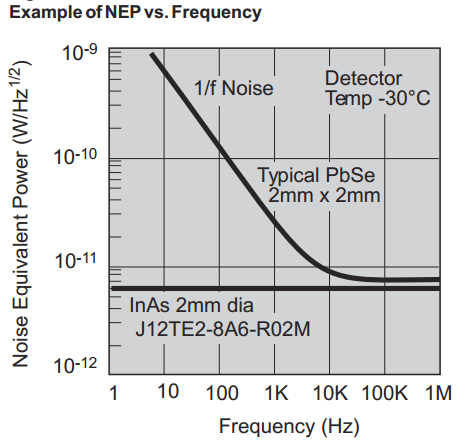 Example of NEP vs. Frequency
Noise Equivalent Power (W/Hz1/2)
10-9
10-10
10-11
10-12
1/f Noise
Detector
Temp -30°C
Typical PbSe
2mm x 2mm
InAs 2mm dia
J12TE2-8A6-R02M
1 10 100 1K 10K 100K 1M
Frequency (Hz)